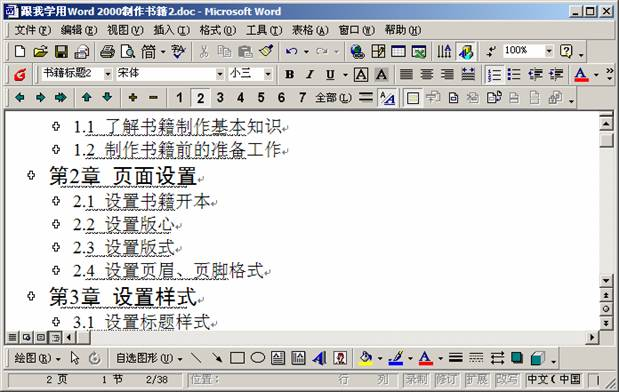 跟我学用Word 2000制作书籍2.doc - Microsoft Word
文件(F) 编辑(E) 视图(V) 插入(I) 格式(O) 工具(T) 表格(A) 窗口(W) 帮助(H)
100%
书籍标题2 宋体 小三 B I U A A A
1 2 3 4 5 6 7 全部(L)
1.1 了解书籍制作基本知识
1.2 制作书籍前的准备工作
第2章 页面设置
2.1 设置书籍开本
2.2 设置版心
2.3 设置版式
2.4 设置页眉、页脚格式
第3章 设置样式
3.1 设置标题样式
绘图(R) 自选图形(U)
2 页 1 节 2/38 位置: 行 列 录制 修订 扩展 改写 中文(中国